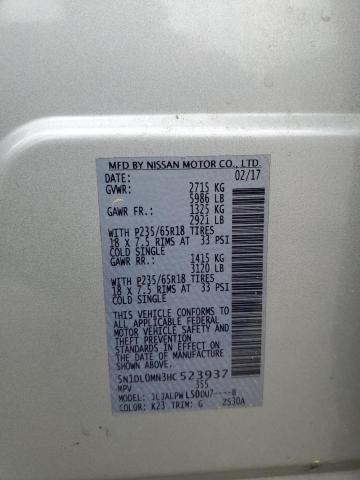 MFD BY NISSAN MOTOR CO., LTD.
DATE: 02/17
GVWR: 2715 KG
5986 LB
GAWR FR.: 1325 KG
2921 LB
WITH P235/65R18 TIRES
18 X 7.5 RIMS AT 33 PSI
COLD SINGLE
GAWR RR.: 1415 KG
3120 LB
WITH P235/65R18 TIRES
18 X 7.5 RIMS AT 33 PSI
COLD SINGLE
THIS VEHICLE CONFORMS TO
ALL APPLICABLE FEDERAL
MOTOR VEHICLE SAFETY AND
THEFT PREVENTION
STANDARDS IN EFFECT ON
THE DATE OF MANUFACTURE
SHOWN ABOVE.
5N1DL0MN3HC523937
MPV 355
MODEL:
COLOR: K23 TRIM: G 2530A